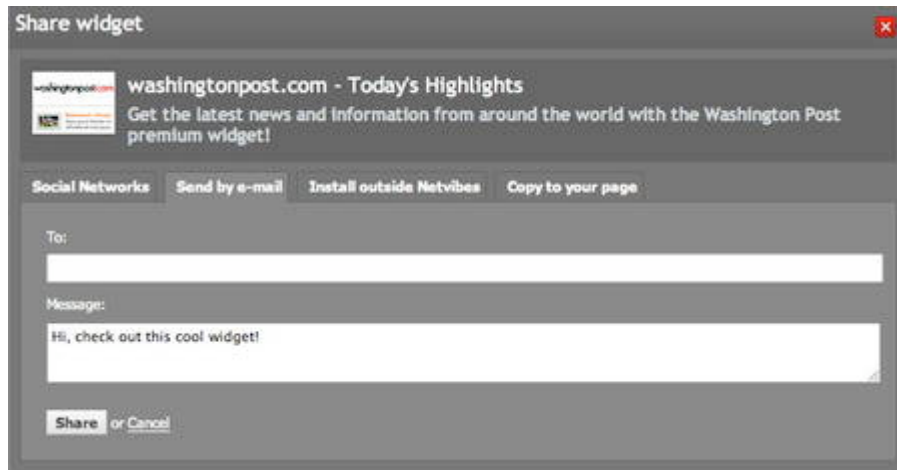 Share widget
washingtonpost.com
washingtonpost.com - Today's Highlights
Get the latest news and information from around the world with the Washington Post
premium widget!
Social Networks Send by e-mail Install outside Netvibes Copy to your page
To:
Message:
Hi, check out this cool widget!
Share or Cancel